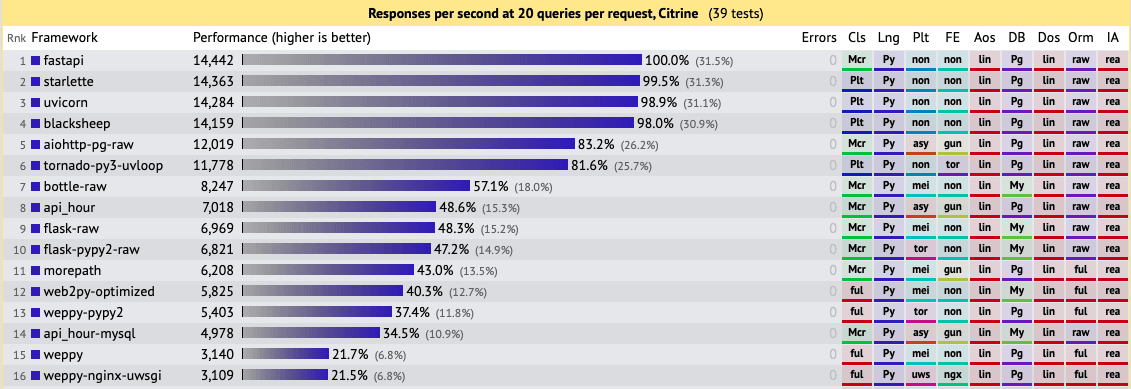 Responses per second at 20 queries per request, Citrine (39 tests)
Rnk Framework Performance (higher is better) Errors Cls Lng Plt FE Aos DB Dos Orm IA
1 fastapi 14,442 100.0% (31.5%) 0 Mcr Py non non lin Pg lin raw rea
2 starlette 14,363 99.5% (31.3%) 0 Plt Py non non lin Pg lin raw rea
3 uvicorn 14,284 98.9% (31.1%) 0 Plt Py non non lin Pg lin raw rea
4 blacksheep 14,159 98.0% (30.9%) 0 Plt Py non non lin Pg lin raw rea
5 aiohttp-pg-raw 12,019 83.2% (26.2%) 0 Mcr Py asy gun lin Pg lin raw rea
6 tornado-py3-uvloop 11,778 81.6% (25.7%) 0 Plt Py non tor lin Pg lin raw rea
7 bottle-raw 8,247 57.1% (18.0%) 0 Mcr Py mei non lin My lin raw rea
8 api_hour 7,018 48.6% (15.3%) 0 Mcr Py asy gun lin Pg lin raw rea
9 flask-raw 6,969 48.3% (15.2%) 0 Mcr Py mei non lin My lin raw rea
10 flask-pypy2-raw 6,821 47.2% (14.9%) 0 Mcr Py tor non lin My lin raw rea
11 morepath 6,208 43.0% (13.5%) 0 Mcr Py mei gun lin Pg lin ful rea
12 web2py-optimized 5,825 40.3% (12.7%) 0 ful Py mei non lin My lin ful rea
13 weppy-pypy2 5,403 37.4% (11.8%) 0 ful Py tor non lin Pg lin ful rea
14 api_hour-mysql 4,978 34.5% (10.9%) 0 Mcr Py asy gun lin My lin raw rea
15 weppy 3,140 21.7% (6.8%) 0 ful Py mei non lin Pg lin ful rea
16 weppy-nginx-uwsgi 3,109 21.5% (6.8%) 0 ful Py uws ngx lin Pg lin ful rea